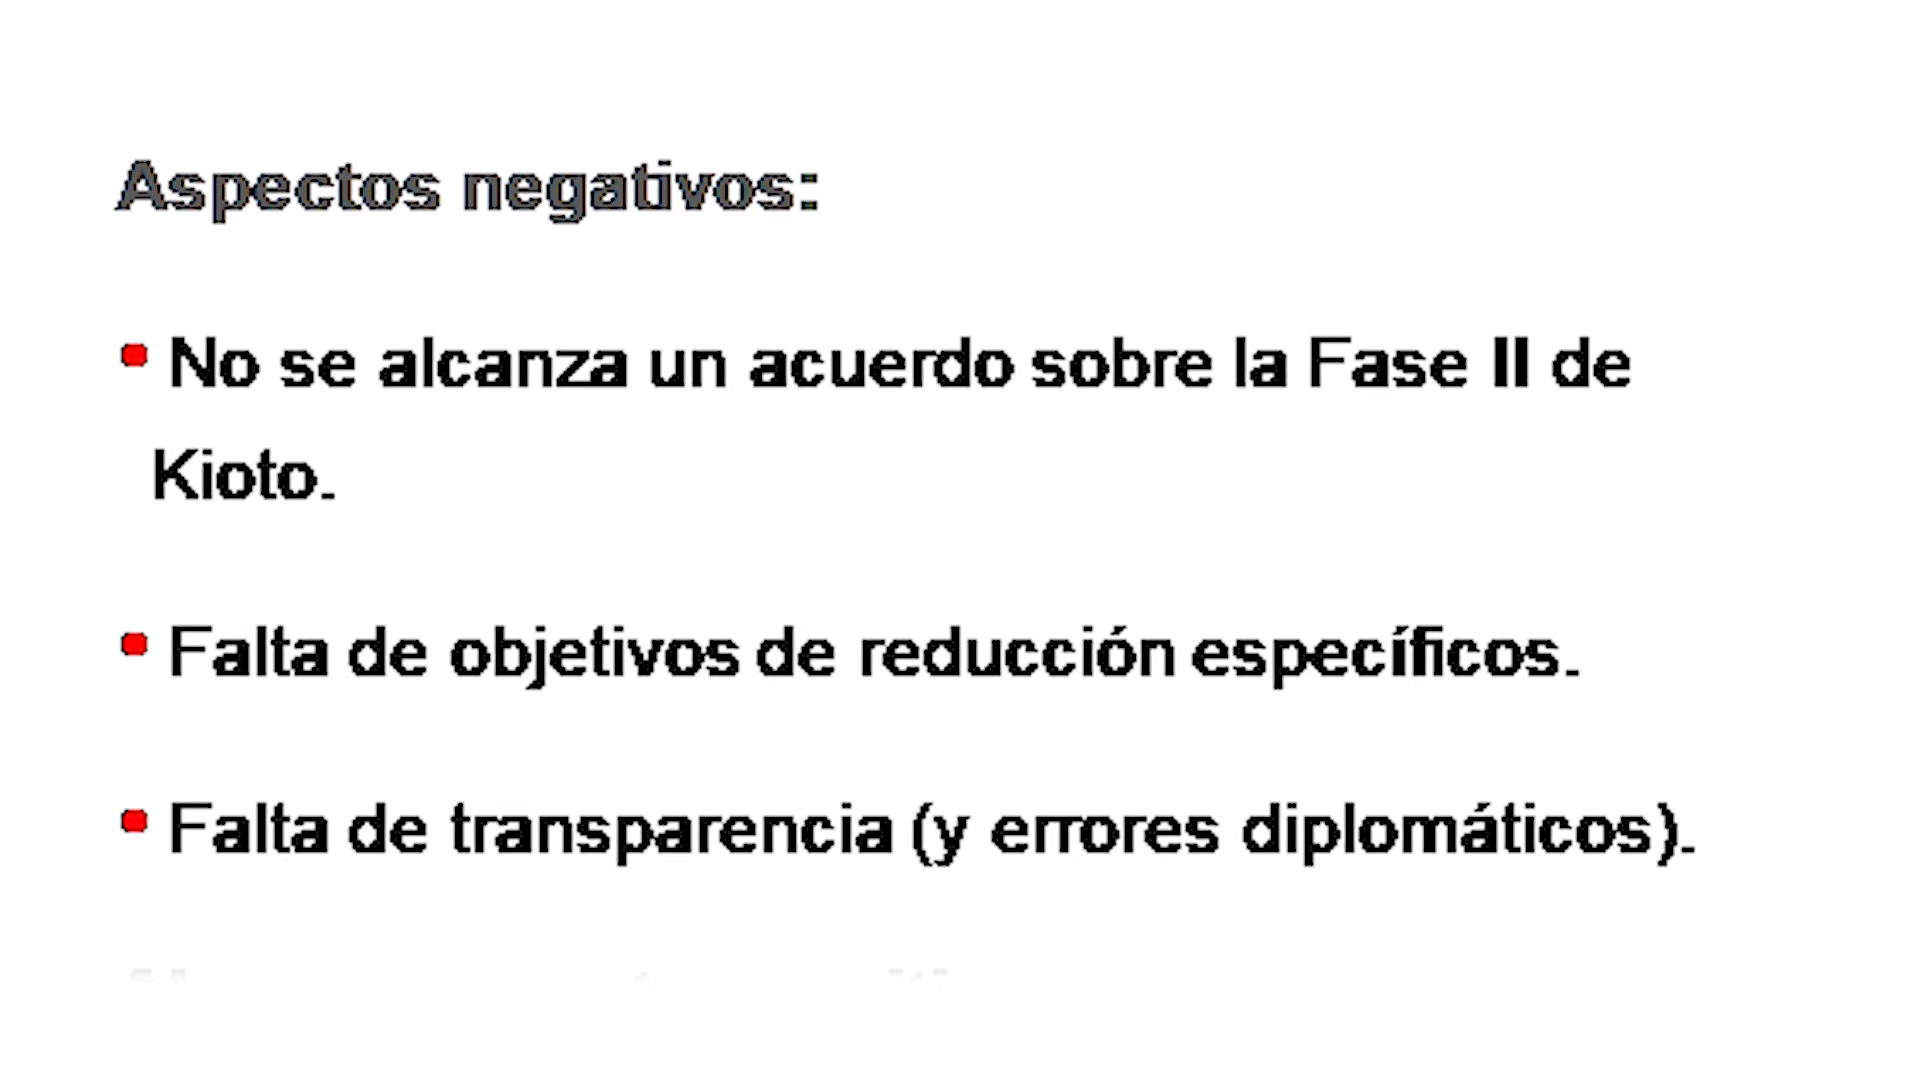 Aspectos negativos:
• No se alcanza un acuerdo sobre la Fase II de
Kioto.
• Falta de objetivos de reducción específicos.
• Falta de transparencia (y errores diplomáticos).